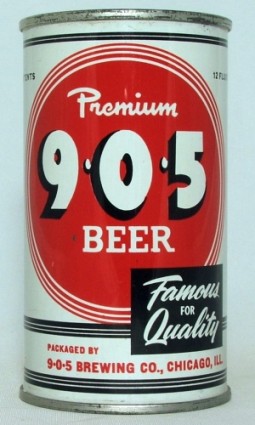 Premium
9·0·5
BEER
Famous
FOR
Quality
PACKAGED BY
9·0·5 BREWING CO., CHICAGO, ILL.